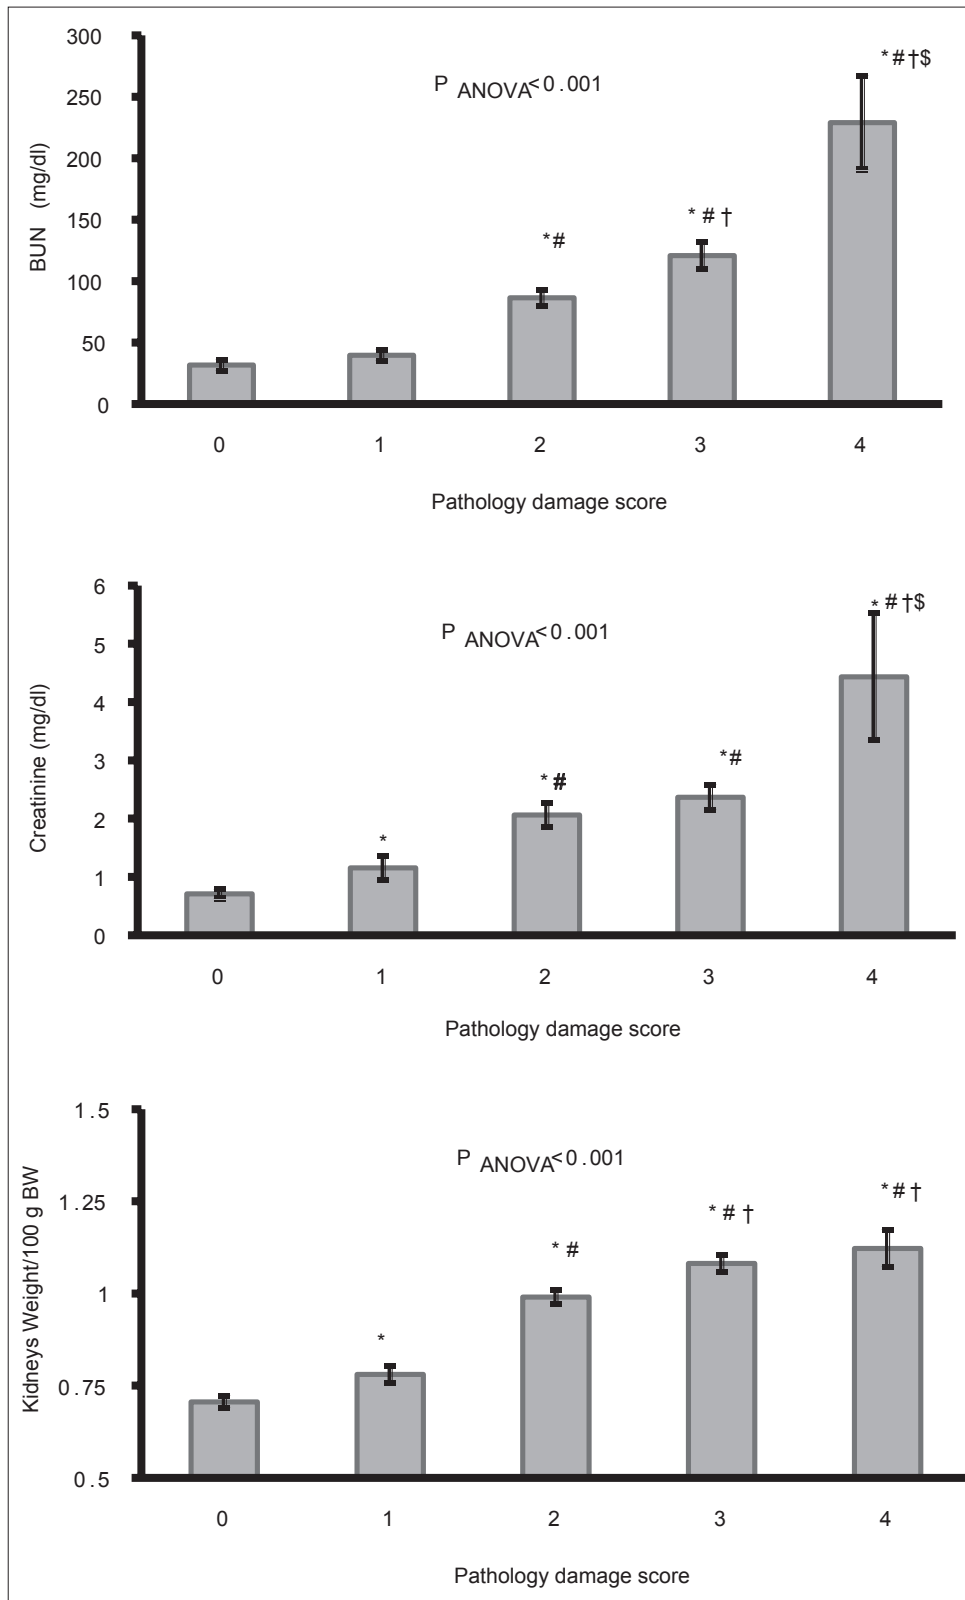 300
250
200
150
100
50
0
BUN (mg/dl)
P ANOVA<0.001
*#
*#†
*#†$
0 1 2 3 4
Pathology damage score
6
5
4
3
2
1
0
Creatinine (mg/dl)
P ANOVA<0.001
*
*#
*#
*#†$
0 1 2 3 4
Pathology damage score
1.5
1.25
1
0.75
0.5
Kidneys Weight/100 g BW
P ANOVA<0.001
*
*#
*#†
*#†
0 1 2 3 4
Pathology damage score